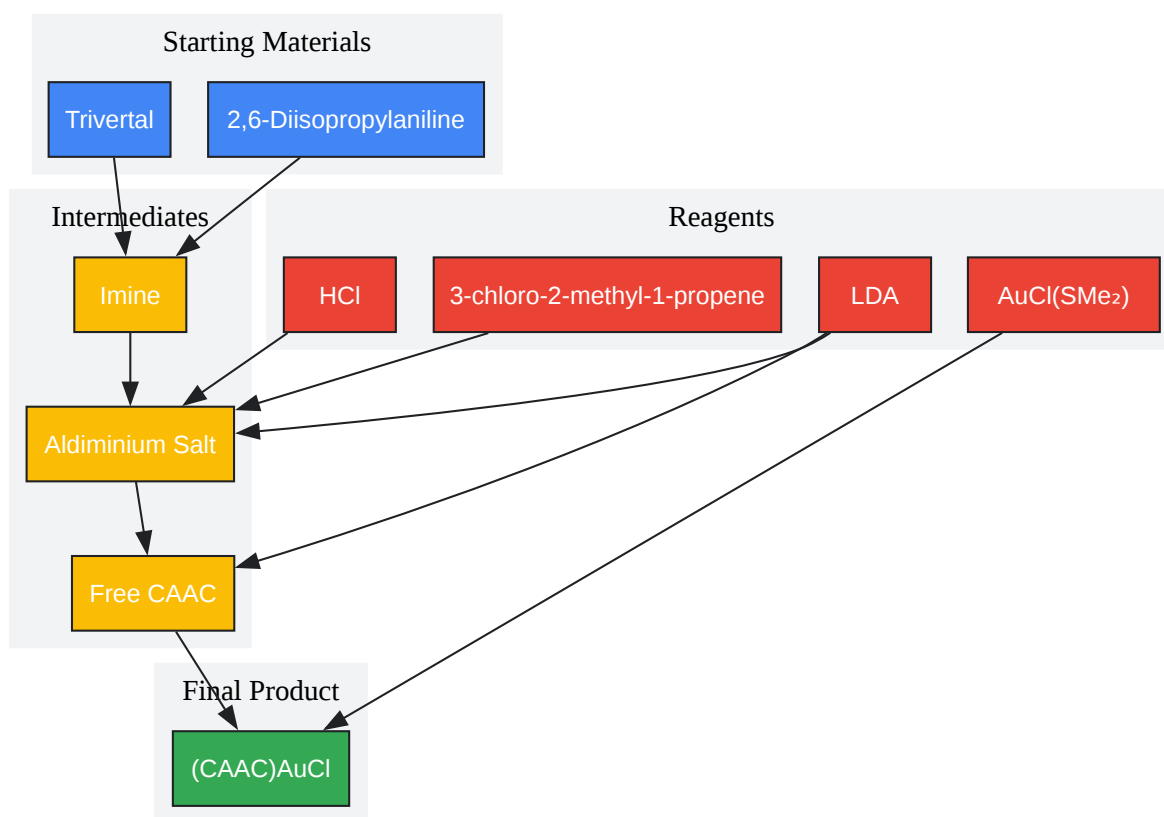 Starting Materials
Trivertal
2,6-Diisopropylaniline
Intermediates
Reagents
Imine
HCl
3-chloro-2-methyl-1-propene
LDA
AuCl(SMe₂)
Aldiminium Salt
Free CAAC
Final Product
(CAAC)AuCl